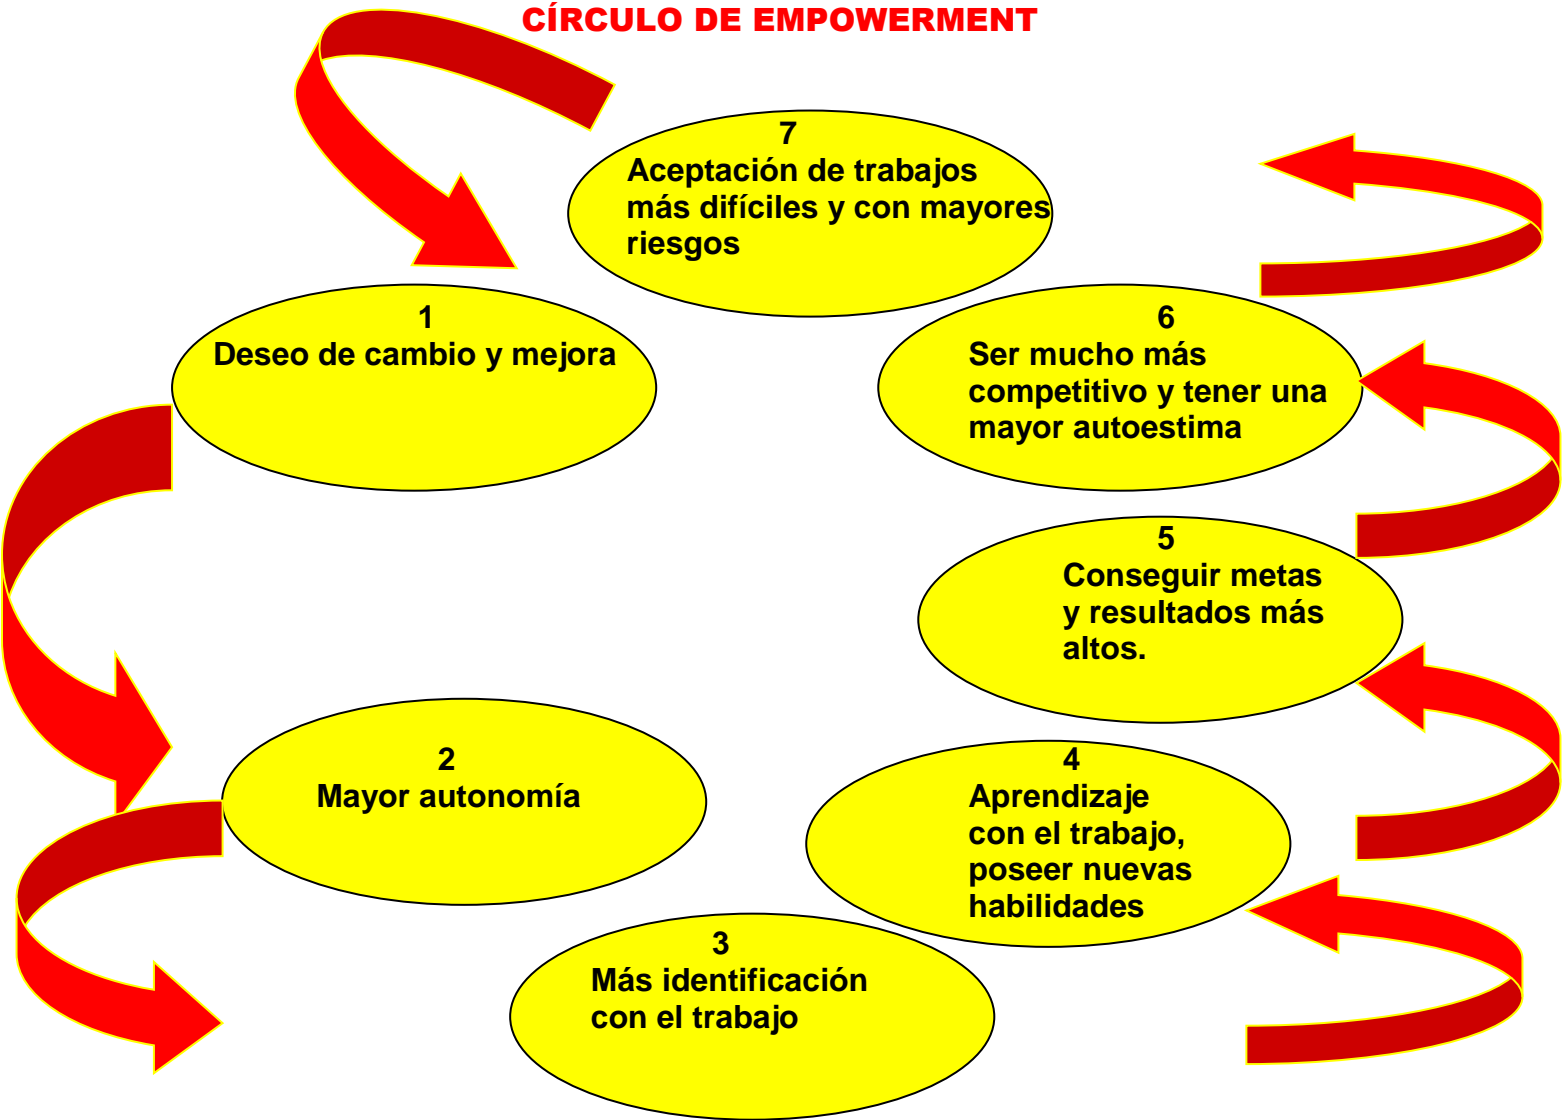 CÍRCULO DE EMPOWERMENT
7
Aceptación de trabajos
más difíciles y con mayores
riesgos
1
Deseo de cambio y mejora
6
Ser mucho más
competitivo y tener una
mayor autoestima
5
Conseguir metas
y resultados más
altos.
2
Mayor autonomía
4
Aprendizaje
con el trabajo,
poseer nuevas
habilidades
3
Más identificación
con el trabajo